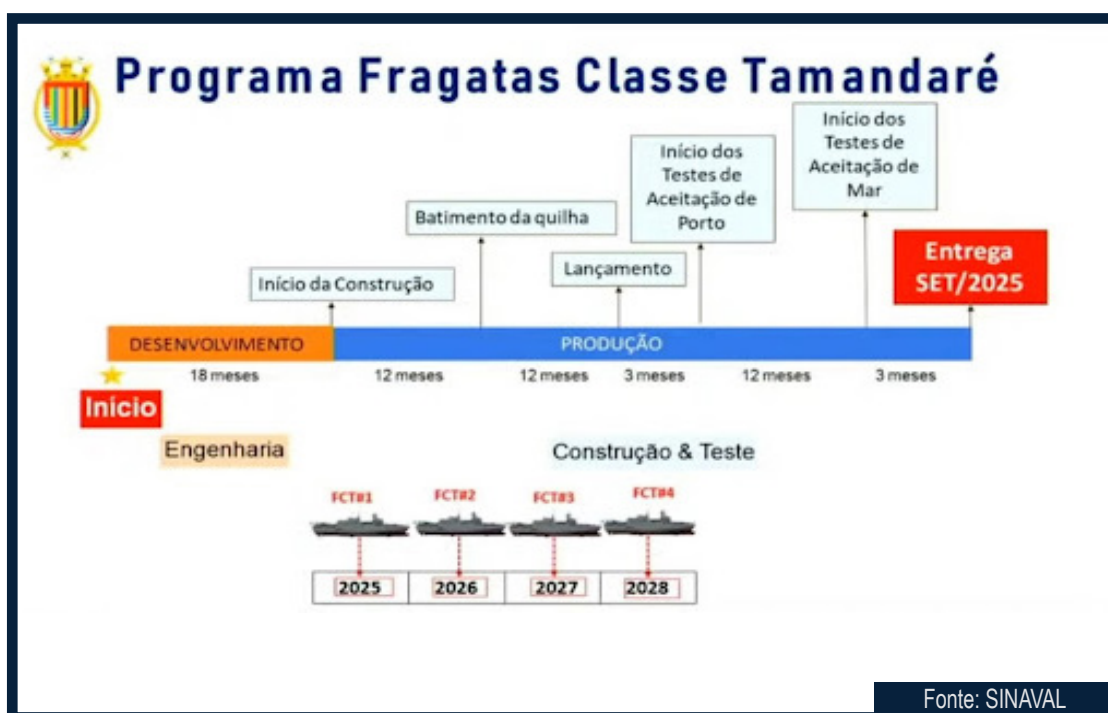 Programa Fragatas Classe Tamandaré
Início dos
Testes de
Aceitação de
Mar
Início dos
Testes de
Aceitação de
Porto
Batimento da quilha
Lançamento
Início da Construção
Entrega
SET/2025
DESENVOLVIMENTO
PRODUÇÃO
18 meses
12 meses
12 meses
3 meses
12 meses
3 meses
Início
Engenharia
Construção & Teste
FCT#1
FCT#2
FCT#3
FCT#4
2025
2026
2027
2028
Fonte: SINAVAL